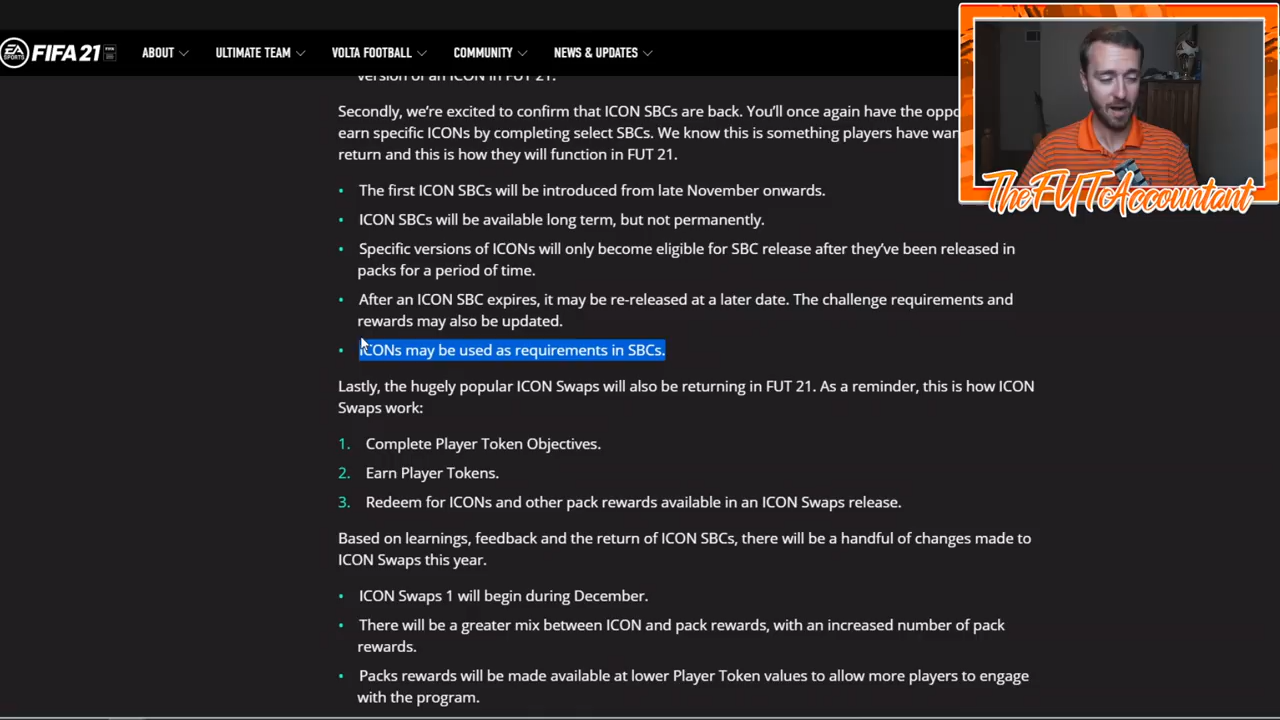 EA SPORTS FIFA 21 ABOUT ULTIMATE TEAM VOLTA FOOTBALL COMMUNITY NEWS & UPDATES
version of an ICON in FUT 21.
Secondly, we're excited to confirm that ICON SBCs are back. You'll once again have the
earn specific ICONs by completing select SBCs. We know this is something players have
return and this is how they will function in FUT 21.
• The first ICON SBCs will be introduced from late November onwards.
• ICON SBCs will be available long term, but not permanently.
• Specific versions of ICONs will only become eligible for SBC release after they've been released in
packs for a period of time.
• After an ICON SBC expires, it may be re-released at a later date. The challenge requirements and
rewards may also be updated.
• ICONs may be used as requirements in SBCs.
Lastly, the hugely popular ICON Swaps will also be returning in FUT 21. As a reminder, this is how ICON
Swaps work:
1. Complete Player Token Objectives.
2. Earn Player Tokens.
3. Redeem for ICONs and other pack rewards available in an ICON Swaps release.
Based on learnings, feedback and the return of ICON SBCs, there will be a handful of changes made to
ICON Swaps this year.
• ICON Swaps 1 will begin during December.
• There will be a greater mix between ICON and pack rewards, with an increased number of pack
rewards.
• Packs rewards will be made available at lower Player Token values to allow more players to engage
with the program.
TheFUTAccountant